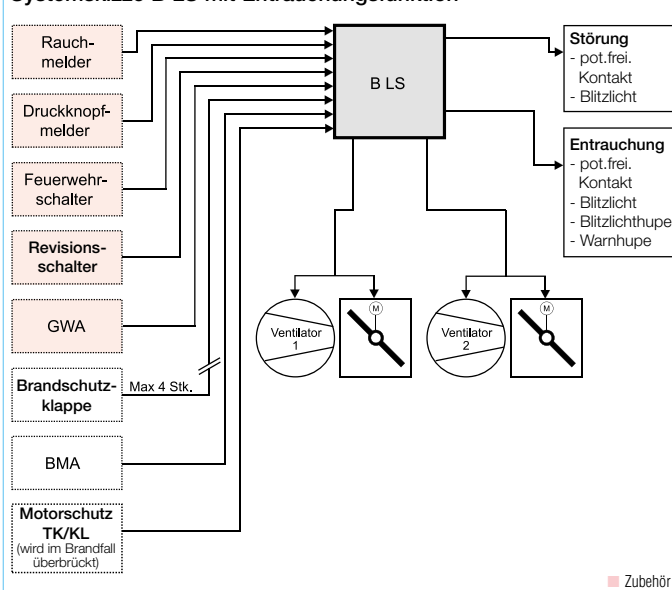 Systemskizze B LS mit Entrauchungsfunktion
Rauch-
melder
Druckknopf-
melder
Feuerwehr-
schalter
Revisions-
schalter
GWA
Brandschutz-
klappe
Max 4 Stk.
BMA
Motorschutz
TK/KL
(wird im Brandfall
überbrückt)
B LS
Störung
- pot.frei.
Kontakt
- Blitzlicht
Entrauchung
- pot.frei.
Kontakt
- Blitzlicht
- Blitzlichthupe
- Warnhupe
Ventilator
1
M
Ventilator
2
M
Zubehör